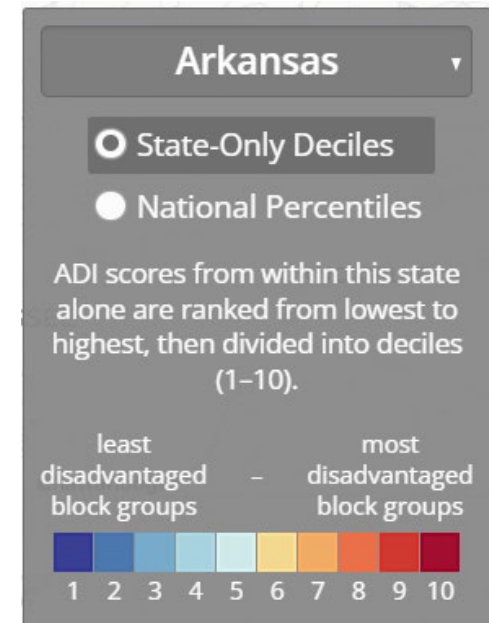 Arkansas
State-Only Deciles
National Percentiles
ADI scores from within this state
alone are ranked from lowest to
highest, then divided into deciles
(1–10).
least most
disadvantaged – disadvantaged
block groups block groups
1 2 3 4 5 6 7 8 9 10